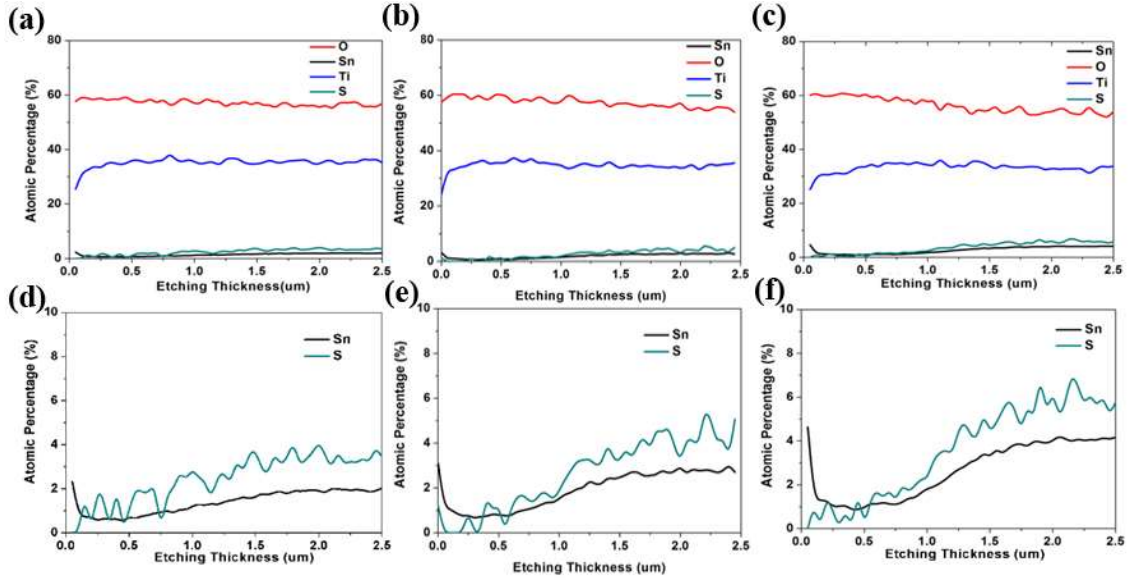 (a)
80
60
40
20
0
Atomic Percentage (%)
O
Sn
Ti
S
0.0 0.5 1.0 1.5 2.0 2.5
Etching Thickness(um)
(b)
80
60
40
20
0
Atomic Percentage (%)
Sn
O
Ti
S
0.0 0.5 1.0 1.5 2.0 2.5
Etching Thickness (um)
(c)
80
60
40
20
0
Atomic Percentage (%)
Sn
O
Ti
S
0.0 0.5 1.0 1.5 2.0 2.5
Etching Thickness (um)
(d)
10
8
6
4
2
0
Atomic Percentage (%)
Sn
S
0.0 0.5 1.0 1.5 2.0 2.5
Etching Thickness (um)
(e)
10
8
6
4
2
0
Atomic Percentage (%)
Sn
S
0.0 0.5 1.0 1.5 2.0 2.5
Etching Thickness (um)
(f)
10
8
6
4
2
0
Atomic Percentage (%)
Sn
S
0.0 0.5 1.0 1.5 2.0 2.5
Etching Thickness (um)